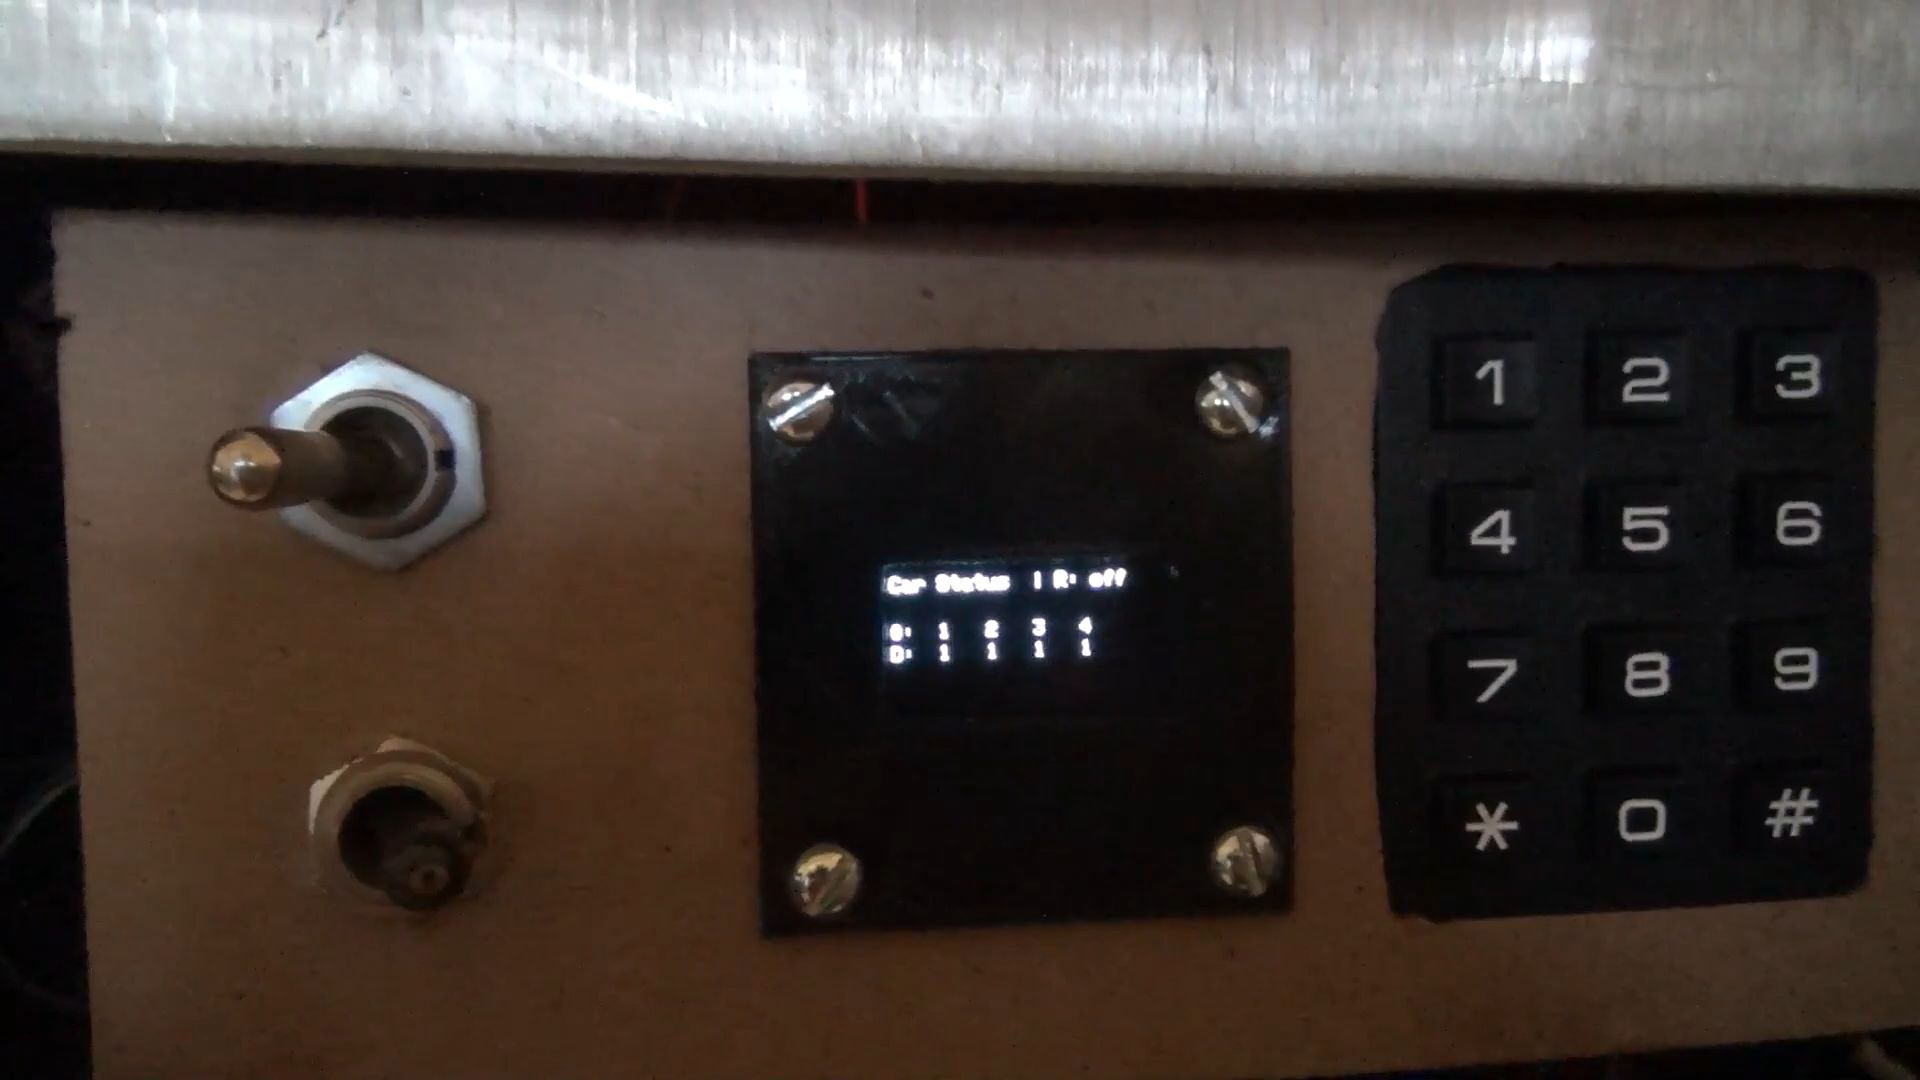 Car Status | R: off
S: 1 2 3 4
D: 1 1 1 1
1 2 3
4 5 6
7 8 9
* 0 #